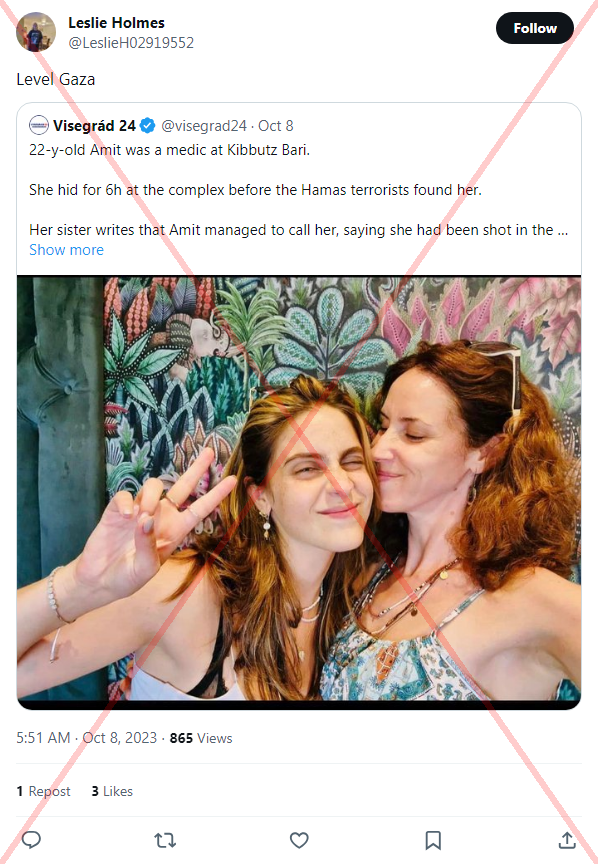 Leslie Holmes
@LeslieH02919552
Follow
Level Gaza
Visegrád 24 @visegrad24 · Oct 8
22-y-old Amit was a medic at Kibbutz Bari.
She hid for 6h at the complex before the Hamas terrorists found her.
Her sister writes that Amit managed to call her, saying she had been shot in the ...
Show more
5:51 AM · Oct 8, 2023 · 865 Views
1 Repost 3 Likes